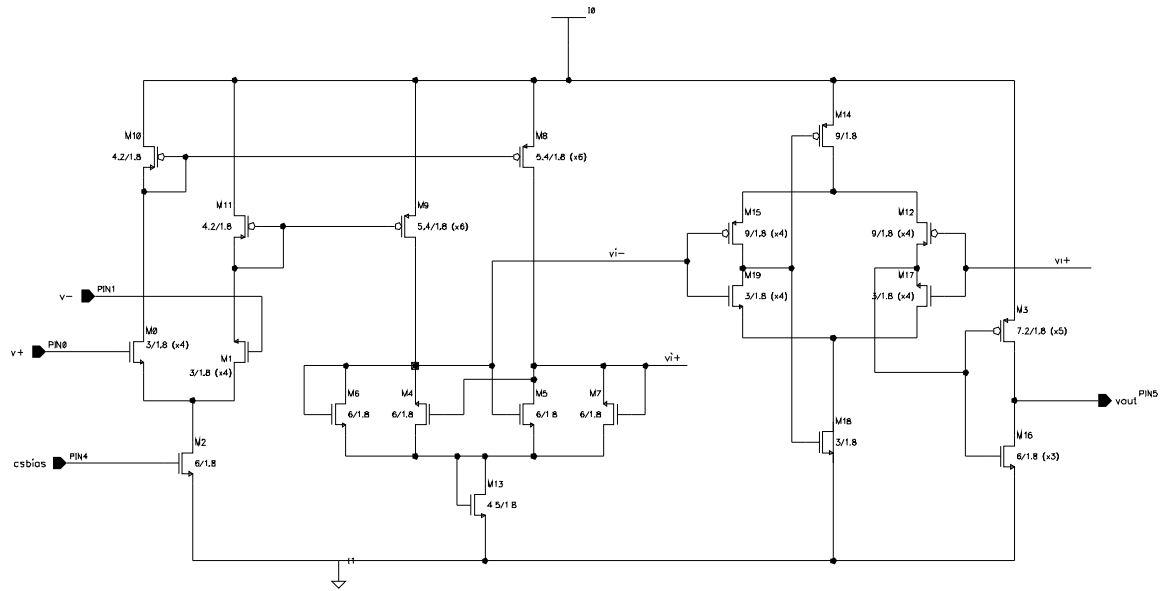 I0
M10
4.2/1.8
M8
5.4/1.8 (x6)
M14
9/1.8
M11
4.2/1.8
M9
5.4/1.8 (x6)
M15
9/1.8 (x4)
M12
9/1.8 (x4)
vi-
vi+
M19
3/1.8 (x4)
M17
3/1.8 (x4)
v- PIN1
M3
7.2/1.8 (x5)
v+ PIN0
M0
3/1.8 (x4)
M1
3/1.8 (x4)
vi+
M6
6/1.8
M4
6/1.8
M5
6/1.8
M7
6/1.8
vout PIN5
M18
3/1.8
M16
6/1.8 (x3)
csbias PIN4
M2
6/1.8
M13
4.5/1.8
I1